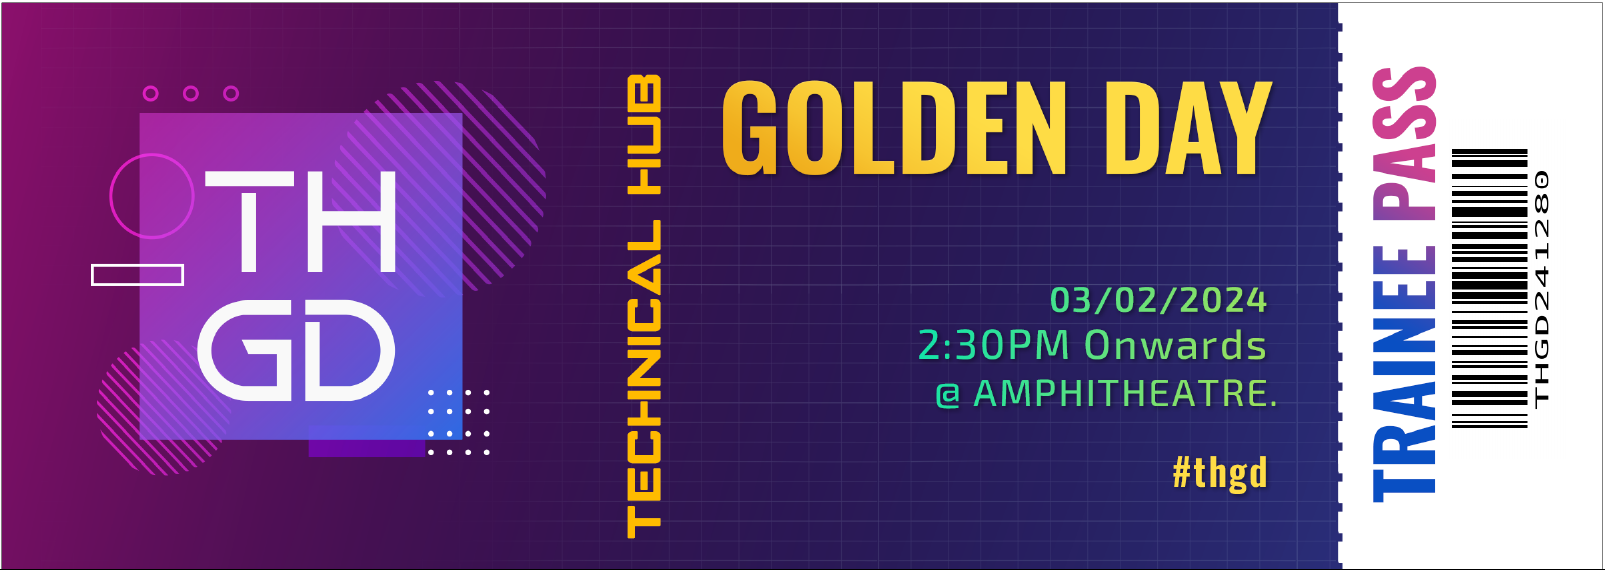 TH
GD
TECHNICAL HUB
GOLDEN DAY
03/02/2024
2:30PM Onwards
@ AMPHITHEATRE.
#thgd
TRAINEE PASS
THGD241280